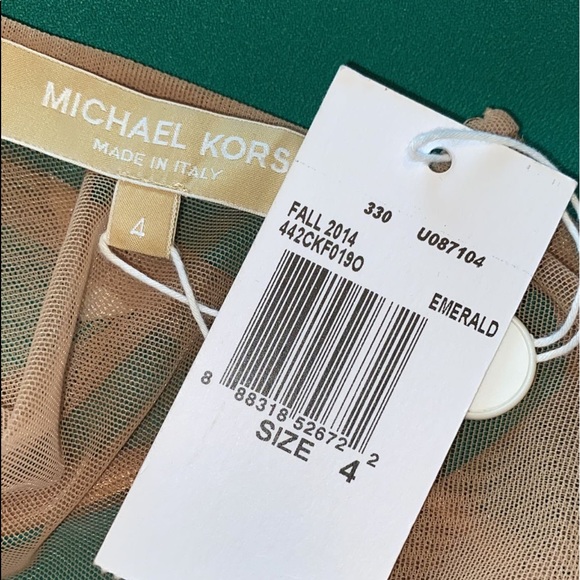 MICHAEL KORS
MADE IN ITALY
4
330 U087104
FALL 2014
442CKF019O
EMERALD
8 88318 52672 2
SIZE 4